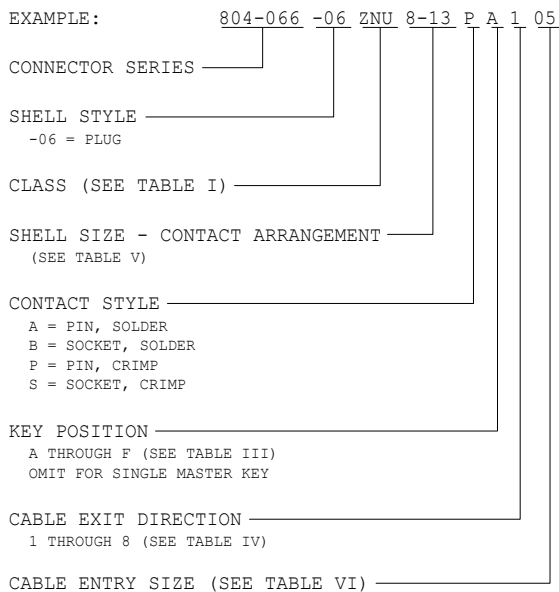 EXAMPLE: 804-066 -06 ZNU 8-13 P A 1 05
CONNECTOR SERIES
SHELL STYLE
-06 = PLUG
CLASS (SEE TABLE I)
SHELL SIZE - CONTACT ARRANGEMENT
(SEE TABLE V)
CONTACT STYLE
A = PIN, SOLDER
B = SOCKET, SOLDER
P = PIN, CRIMP
S = SOCKET, CRIMP
KEY POSITION
A THROUGH F (SEE TABLE III)
OMIT FOR SINGLE MASTER KEY
CABLE EXIT DIRECTION
1 THROUGH 8 (SEE TABLE IV)
CABLE ENTRY SIZE (SEE TABLE VI)